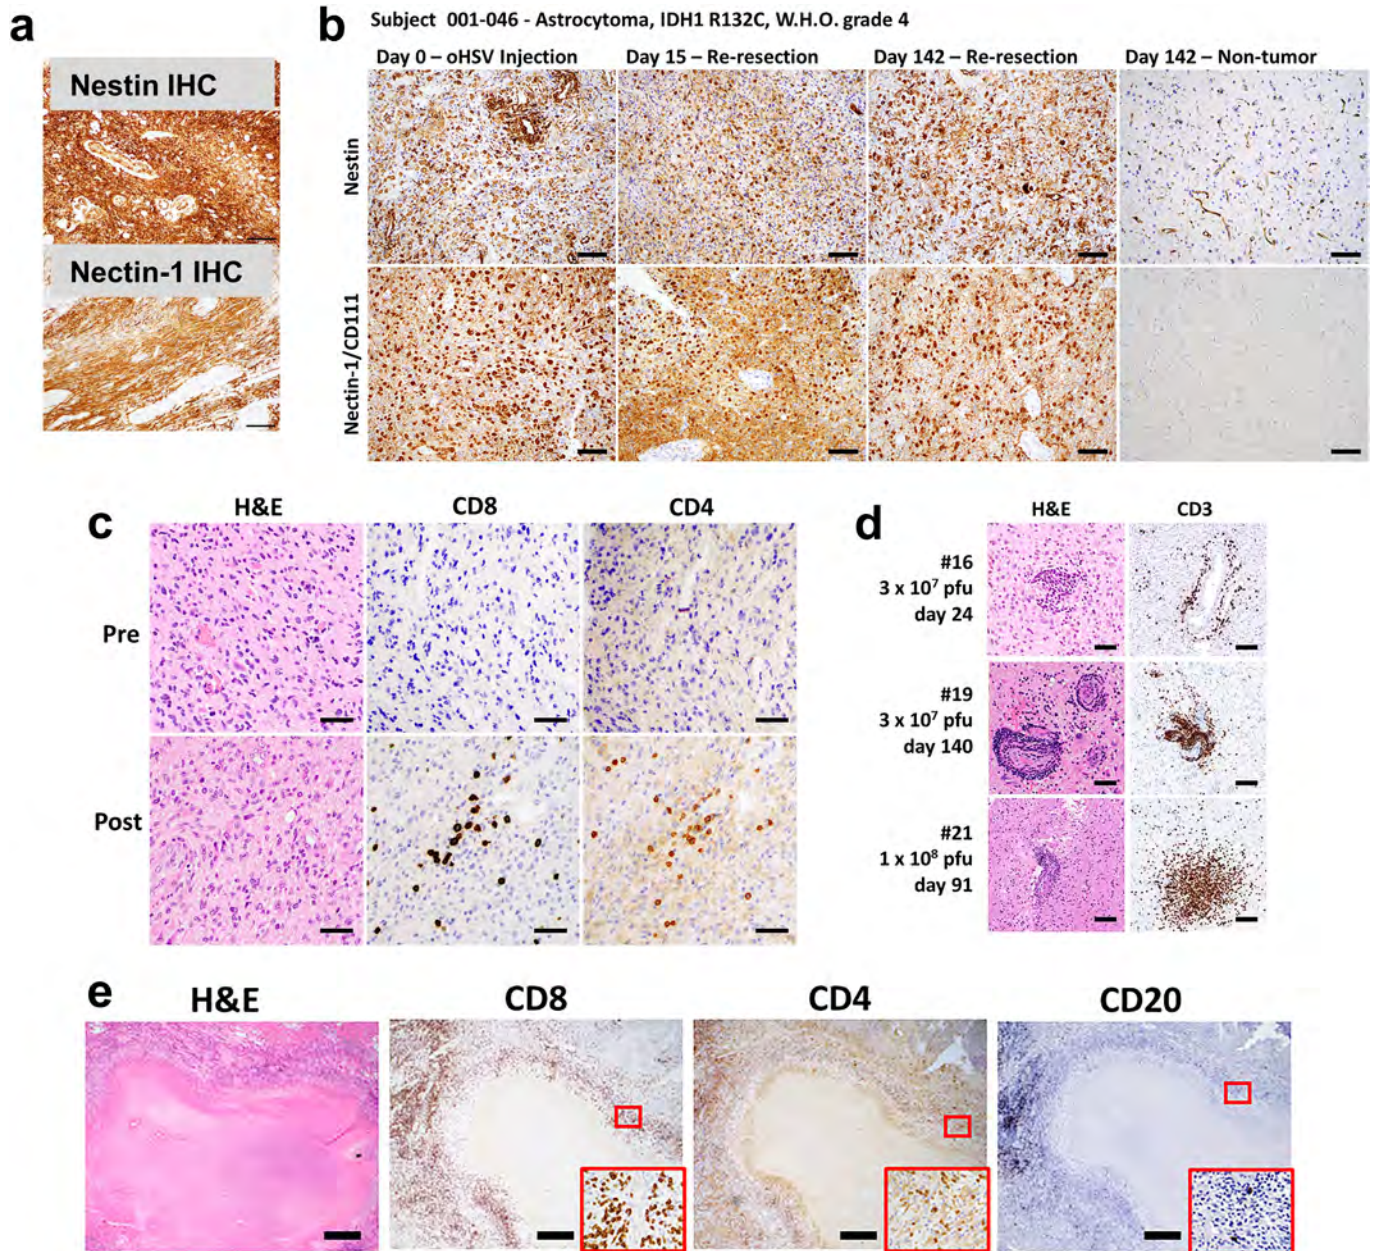 a
Nestin IHC
Nectin-1 IHC
b
Subject 001-046 - Astrocytoma, IDH1 R132C, W.H.O. grade 4
Day 0 – oHSV Injection
Day 15 – Re-resection
Day 142 – Re-resection
Day 142 – Non-tumor
Nestin
Nectin-1/CD111
c
H&E
CD8
CD4
Pre
Post
d
H&E
CD3
#16
3 x 10⁷ pfu
day 24
#19
3 x 10⁷ pfu
day 140
#21
1 x 10⁸ pfu
day 91
e
H&E
CD8
CD4
CD20